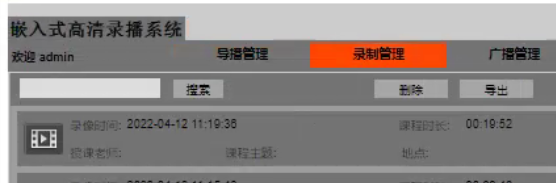 嵌入式高清录播系统
欢迎 admin 导播管理 录制管理 广播管理
搜索 删除 导出
录像时间: 2022-04-12 11:19:36 课程时长: 00:19:52
授课老师: 课程主题: 地点: